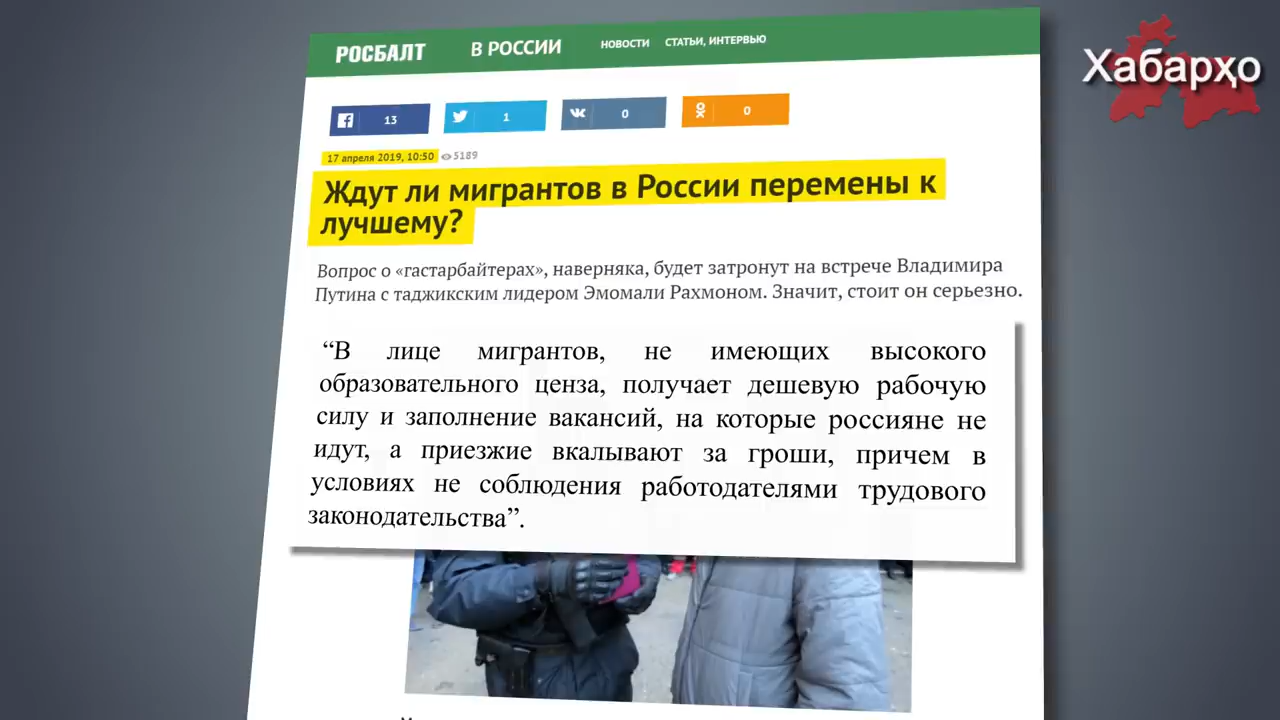 РОСБАЛТ В РОССИИ НОВОСТИ СТАТЬИ, ИНТЕРВЬЮ
Хабарҳо
13 1 0 0
17 апреля 2019, 10:50 5189
Ждут ли мигрантов в России перемены к
лучшему?
Вопрос о «гастарбайтерах», наверняка, будет затронут на встрече Владимира
Путина с таджикским лидером Эмомали Рахмоном. Значит, стоит он серьезно.
“В лице мигрантов, не имеющих высокого
образовательного ценза, получает дешевую рабочую
силу и заполнение вакансий, на которые россияне не
идут, а приезжие вкалывают за гроши, причем в
условиях не соблюдения работодателями трудового
законодательства”.